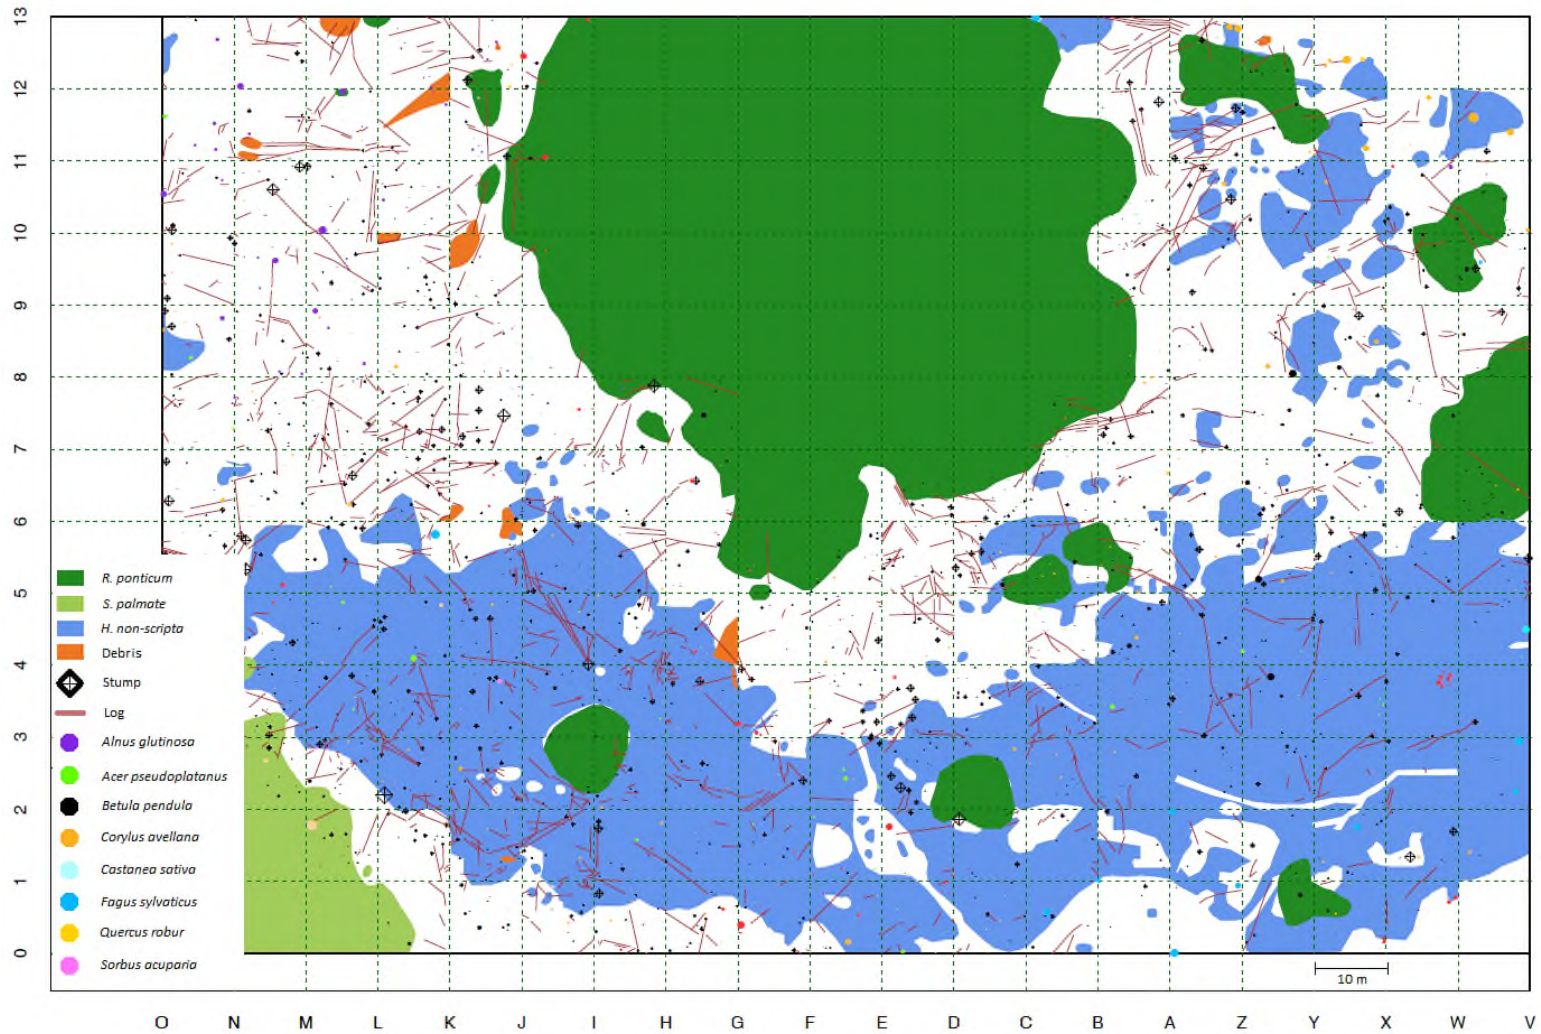 13
12
11
10
9
8
7
6
5
4
3
2
1
0
R. ponticum
S. palmate
H. non-scripta
Debris
Stump
Log
Alnus glutinosa
Acer pseudoplatanus
Betula pendula
Corylus avellana
Castanea sativa
Fagus sylvaticus
Quercus robur
Sorbus acuparia
10 m
O N M L K J I H G F E D C B A Z Y X W V